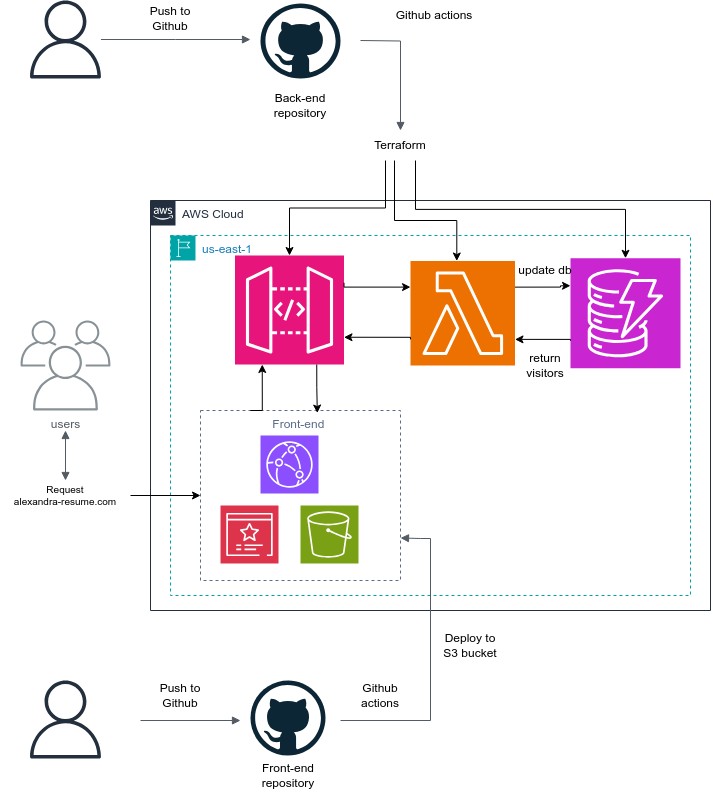 Push to
Github
Github actions
Back-end
repository
Terraform
aws
AWS Cloud
us-east-1
</>
update db
return
visitors
users
Front-end
Request
alexandra-resume.com
Deploy to
S3 bucket
Push to
Github
Github
actions
Front-end
repository